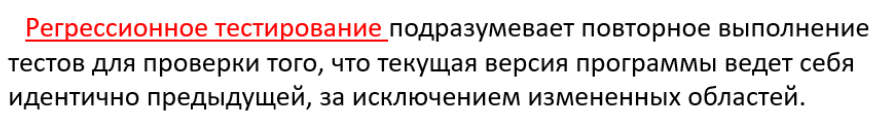 Регрессионное тестирование подразумевает повторное выполнение
тестов для проверки того, что текущая версия программы ведет себя
идентично предыдущей, за исключением измененных областей.